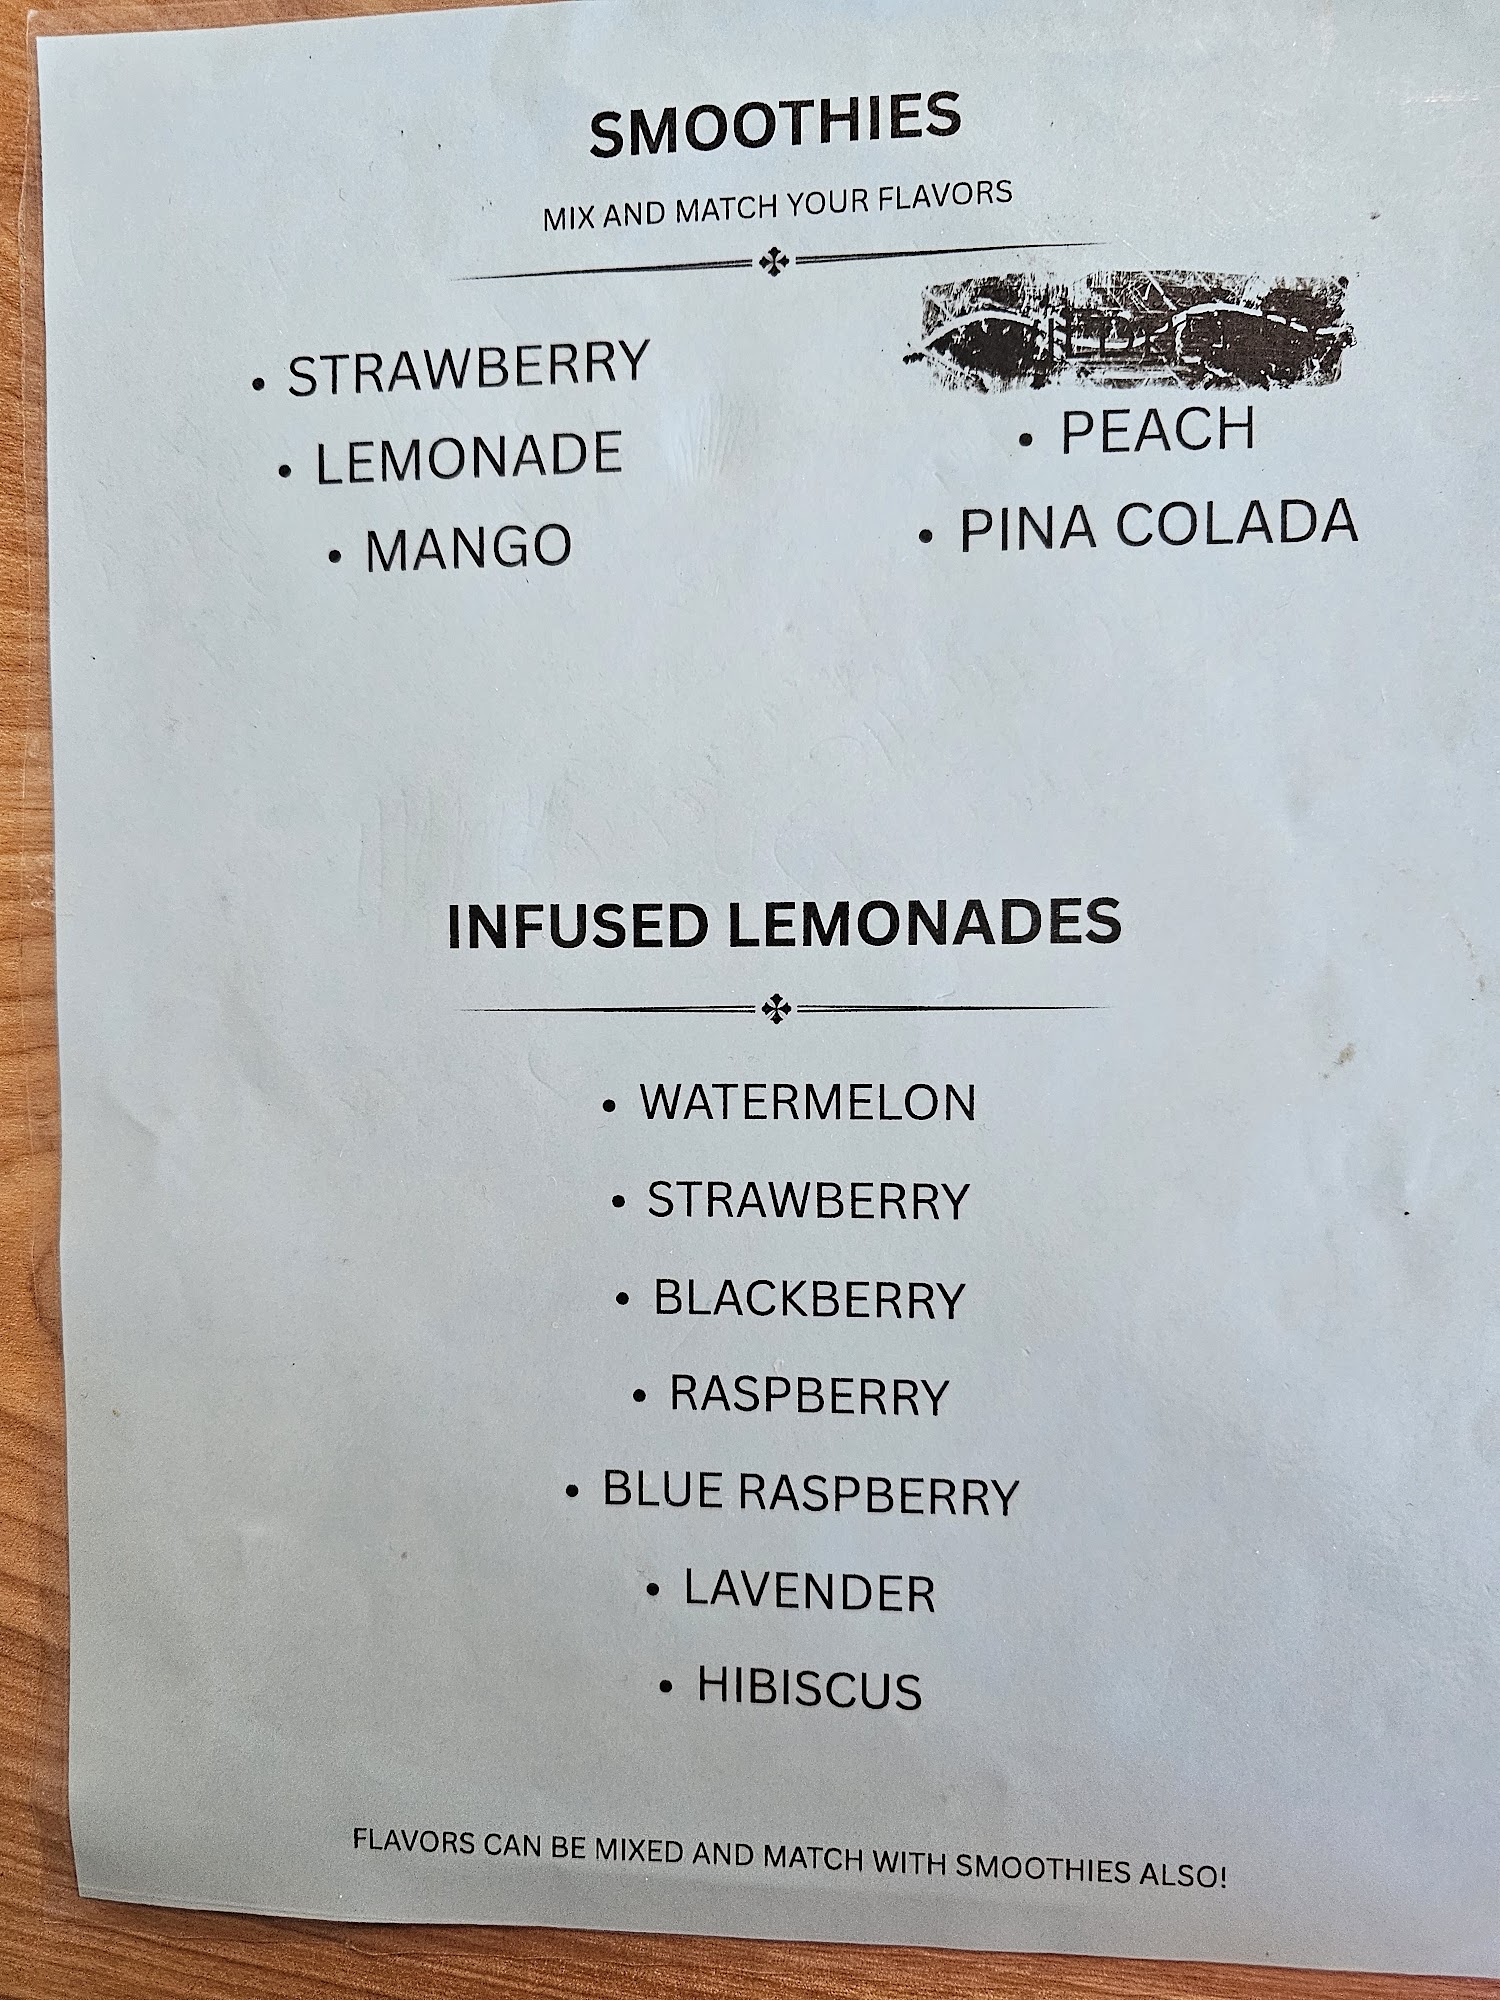 SMOOTHIES
MIX AND MATCH YOUR FLAVORS
• STRAWBERRY
• LEMONADE
• MANGO
• PEACH
• PINA COLADA
INFUSED LEMONADES
• WATERMELON
• STRAWBERRY
• BLACKBERRY
• RASPBERRY
• BLUE RASPBERRY
• LAVENDER
• HIBISCUS
FLAVORS CAN BE MIXED AND MATCH WITH SMOOTHIES ALSO!